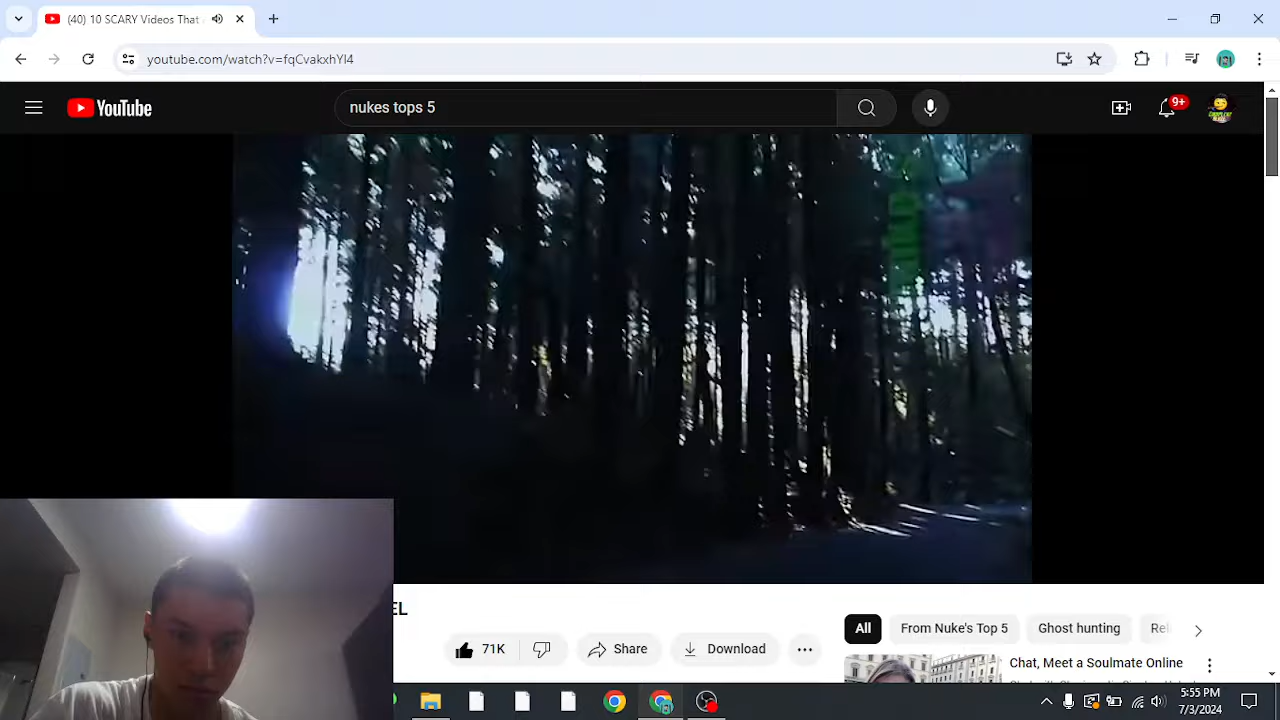 (40) 10 SCARY Videos That
youtube.com/watch?v=fqCvakxhYl4
YouTube
nukes tops 5
9+
EL
71K
Share
Download
All
From Nuke's Top 5
Ghost hunting
Rel
Chat, Meet a Soulmate Online
5:55 PM
7/3/2024